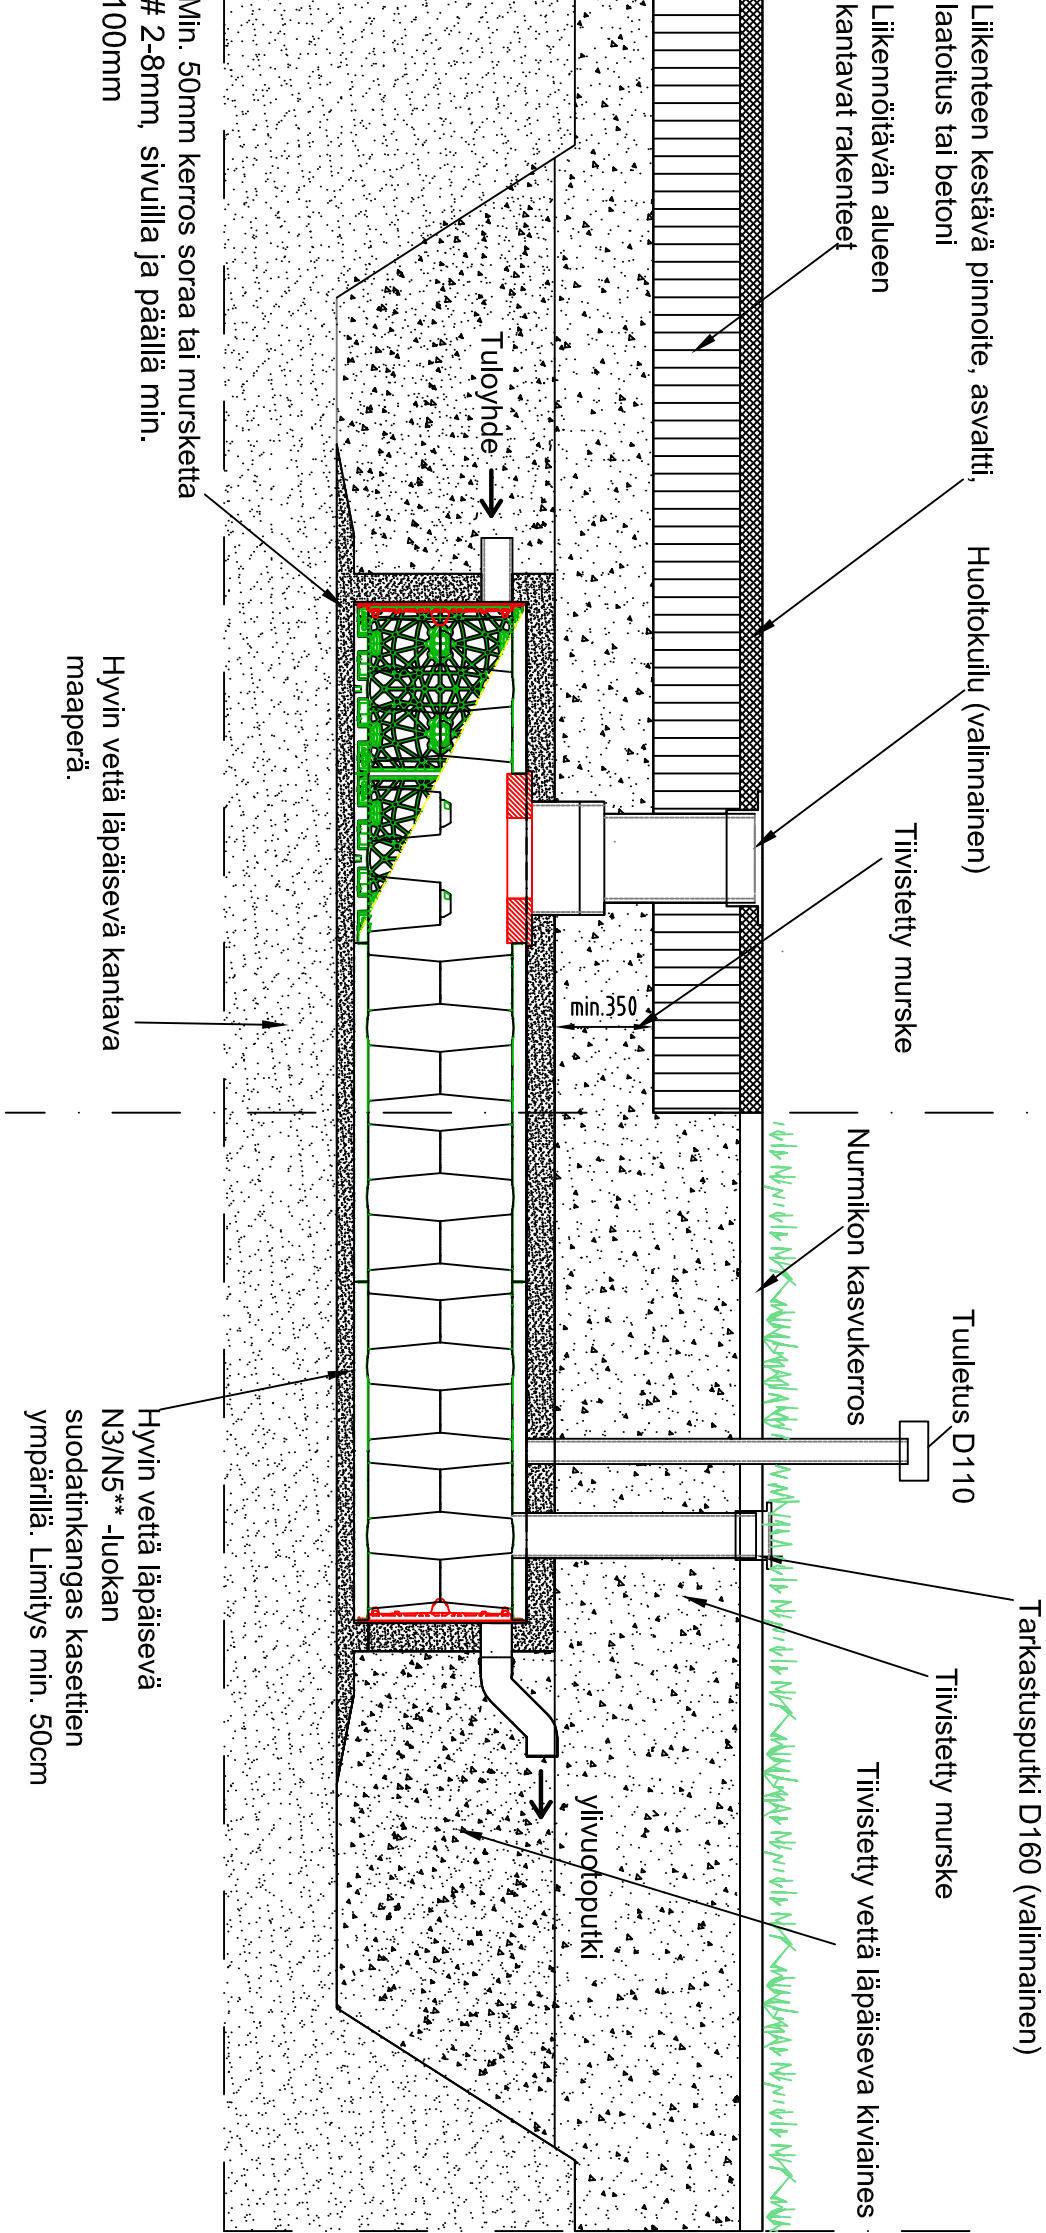 Liikenteen kestävä pinnoite, asvaltti,
laatoitus tai betoni
Liikennöitävän alueen
kantavat rakenteet
Huoltokuilu (valinnainen)
Tiivistetty murske
Nurmikon kasvukerros
Tuuletus D110
Tarkastusputki D160 (valinnainen)
Tiivistetty murske
Tiivistetty vettä läpäiseva kiviaines
Tuloyhde
min.350
ylivuotoputki
Min. 50mm kerros soraa tai mursketta
# 2-8mm, sivuilla ja päällä min.
100mm
Hyvin vettä läpäisevä kantava
maaperä.
Hyvin vettä läpäisevä
N3/N5** -luokan
suodatinkangas kasettien
ympärillä. Limitys min. 50cm